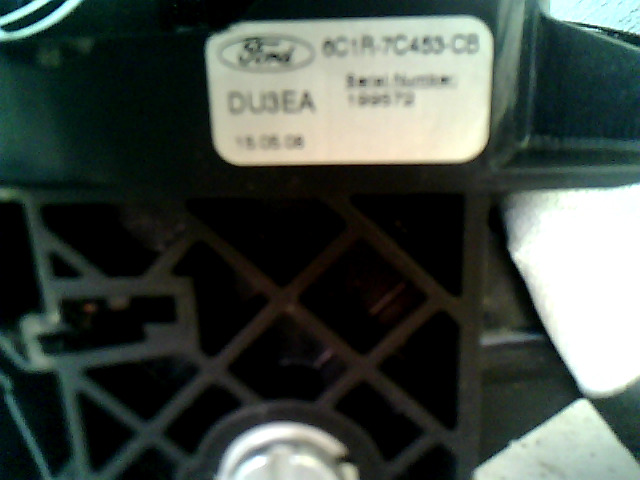 Ford 6C1R-7C453-CB
Serial Number:
DU3EA 199572
15.05.08